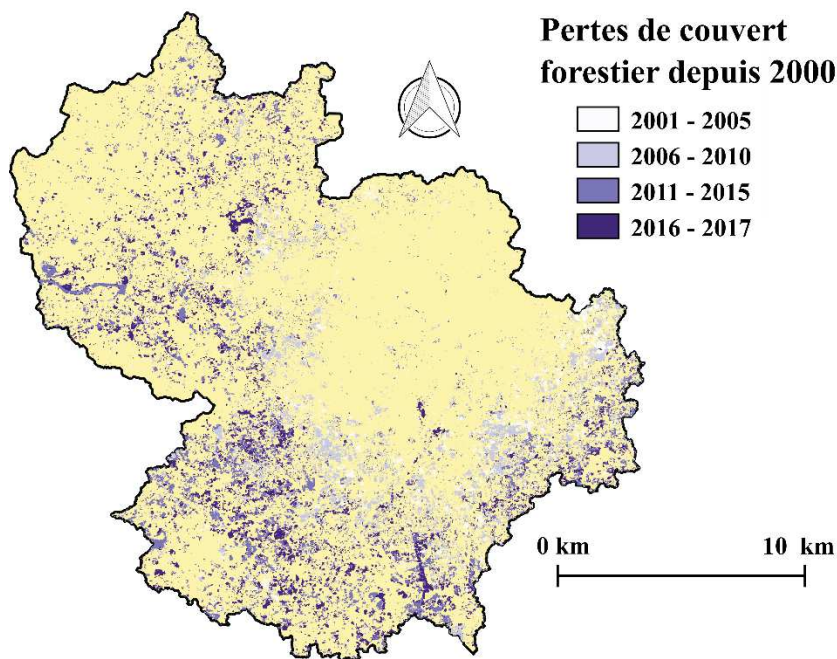 Pertes de couvert
forestier depuis 2000
2001 - 2005
2006 - 2010
2011 - 2015
2016 - 2017
0 km 10 km